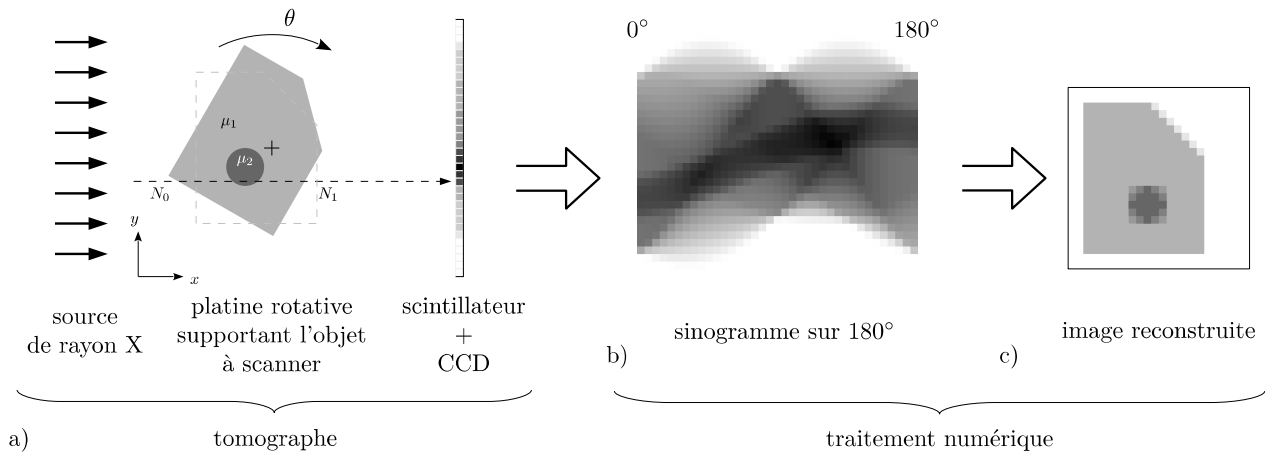 θ
0°
180°
μ₁
μ₂
N₀
N₁
y
x
source
de rayon X
platine rotative
supportant l'objet
à scanner
scintillateur
+
CCD
sinogramme sur 180°
image reconstruite
b)
c)
a)
tomographe
traitement numérique